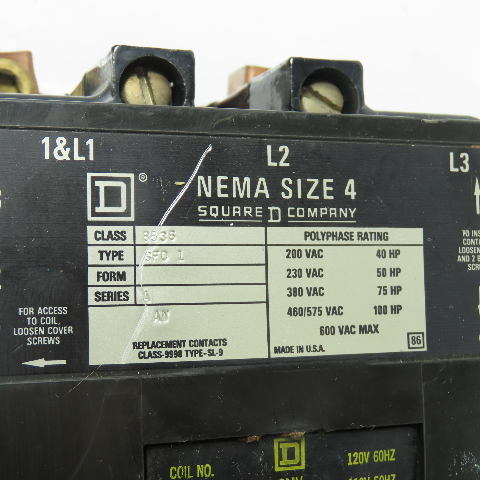 1&L1 L2 L3
D ® NEMA SIZE 4
SQUARE D COMPANY
CLASS 8536
TYPE SFO 1
FORM
SERIES A
POLYPHASE RATING
200 VAC 40 HP
230 VAC 50 HP
380 VAC 75 HP
460/575 VAC 100 HP
600 VAC MAX
REPLACEMENT CONTACTS
CLASS-9998 TYPE-SL-9
MADE IN U.S.A. 86
FOR ACCESS
TO COIL,
LOOSEN COVER
SCREWS
AND 2
COIL NO. D 120V 60HZ